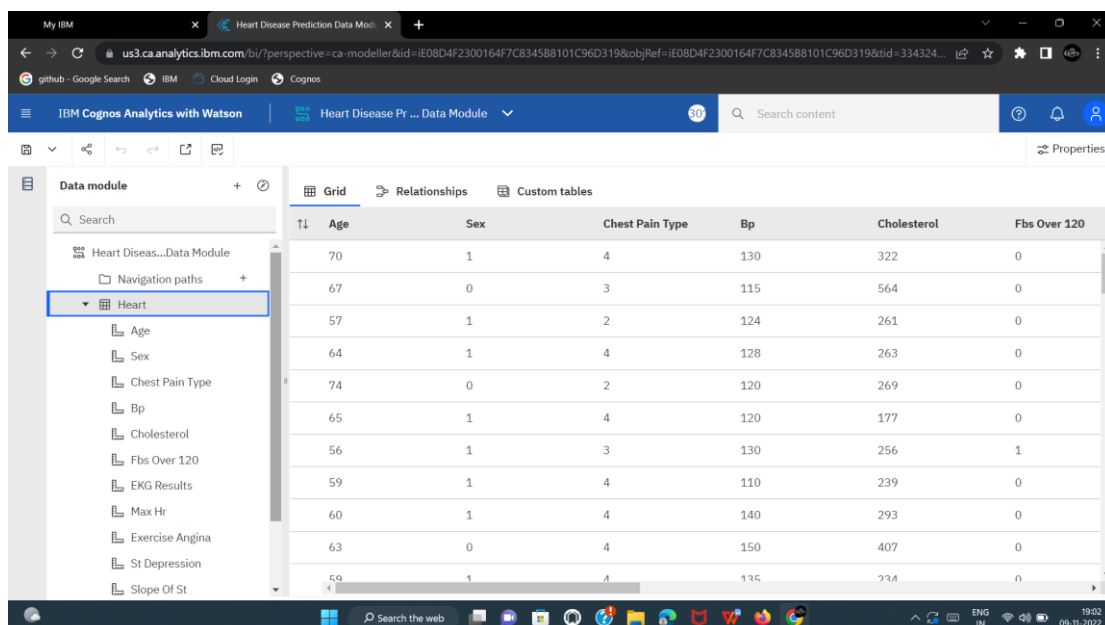 My IBM
Heart Disease Prediction Data Mod
us3.ca.analytics.ibm.com/bi/?perspective=ca-modeller&id=iE08D4F2300164F7C8345B8101C96D319&objRef=iE08D4F2300164F7C8345B8101C96D319&tid=334324...
github - Google Search IBM Cloud Login Cognos
IBM Cognos Analytics with Watson Heart Disease Pr ... Data Module 30 Search content
Properties
Data module Grid Relationships Custom tables
Search
Age Sex Chest Pain Type Bp Cholesterol Fbs Over 120
Heart Diseas...Data Module
Navigation paths
Heart
Age
Sex
Chest Pain Type
Bp
Cholesterol
Fbs Over 120
EKG Results
Max Hr
Exercise Angina
St Depression
Slope Of St
70 1 4 130 322 0
67 0 3 115 564 0
57 1 2 124 261 0
64 1 4 128 263 0
74 0 2 120 269 0
65 1 4 120 177 0
56 1 3 130 256 1
59 1 4 110 239 0
60 1 4 140 293 0
63 0 4 150 407 0
59 1 4 135 234 0
Search the web
ENG
IN
19:02
09-11-2022